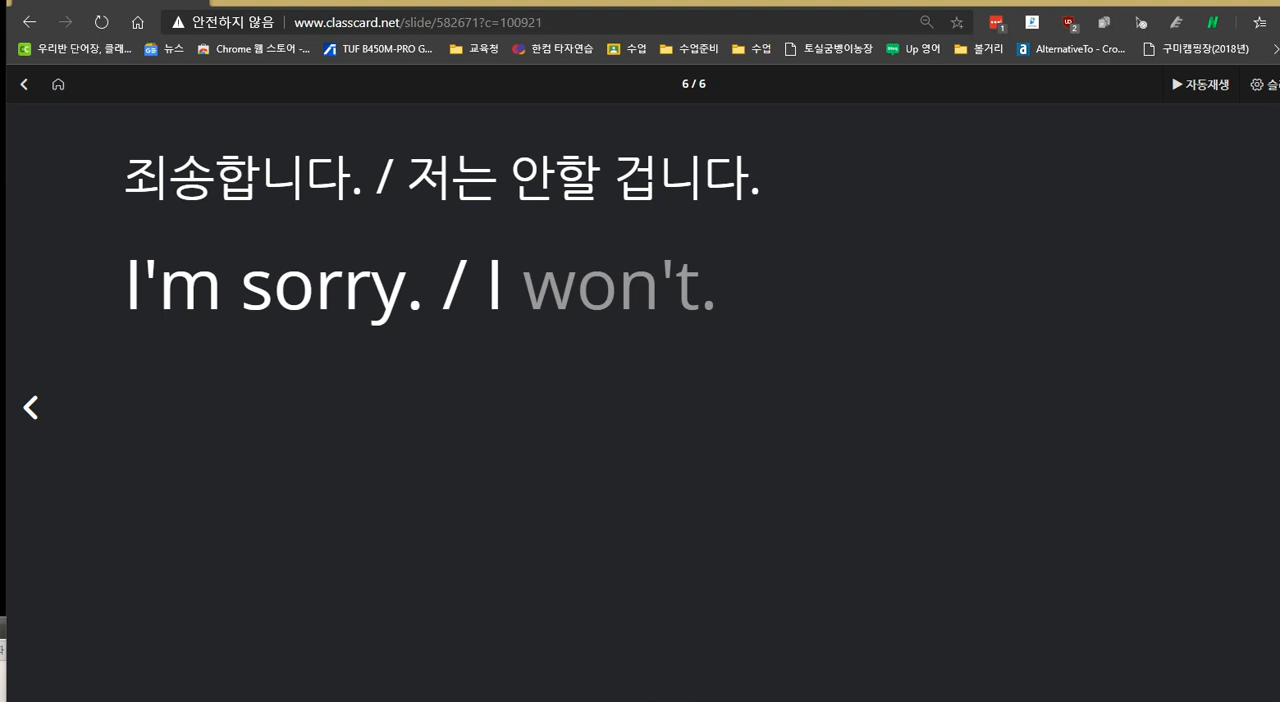 안전하지 않음 www.classcard.net/slide/582671?c=100921
우리반 단어장, 클래... 뉴스 Chrome 웹 스토어 -... TUF B450M-PRO G... 교육청 한컴 타자연습 수업 수업준비 수업 토실굼벵이농장 Up 영어 볼거리 AlternativeTo - Cro... 구미캠핑장(2018년)
6 / 6 자동재생 슬
죄송합니다. / 저는 안할 겁니다.
I'm sorry. / I won't.